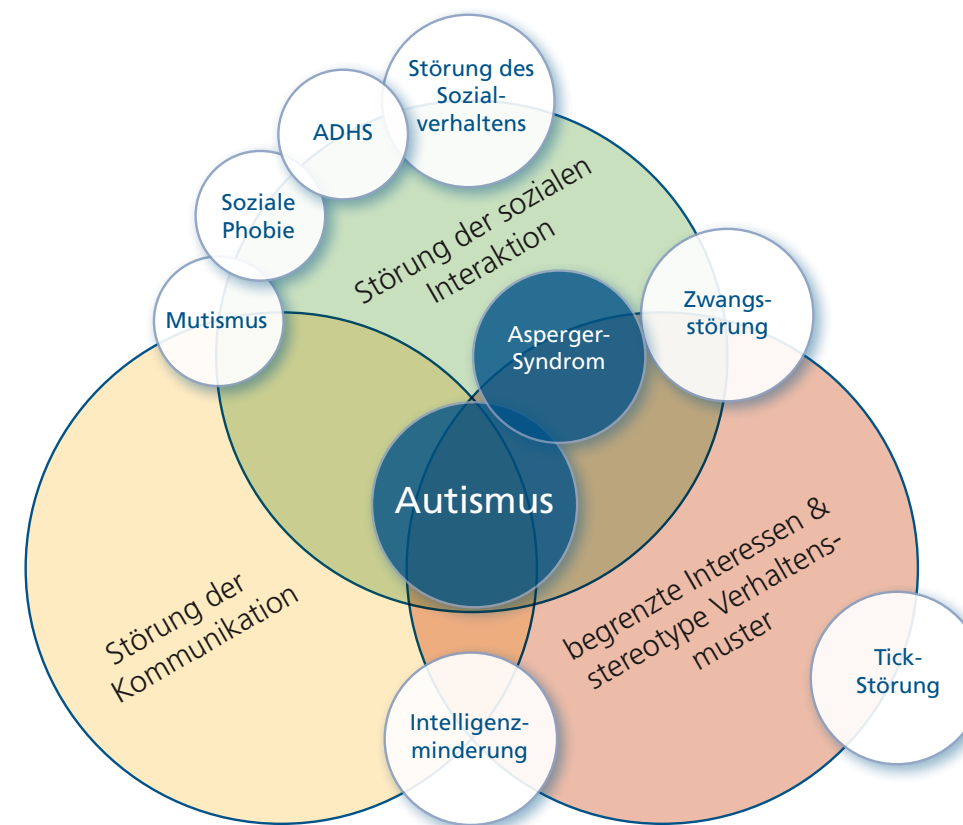 Störung des
Sozial-
verhaltens
ADHS
Soziale
Phobie
Mutismus
Störung der sozialen
Interaktion
Zwangs-
störung
Asperger-
Syndrom
Autismus
Störung der
Kommunikation
begrenzte Interessen &
stereotype Verhaltens-
muster
Tick-
Störung
Intelligenz-
minderung